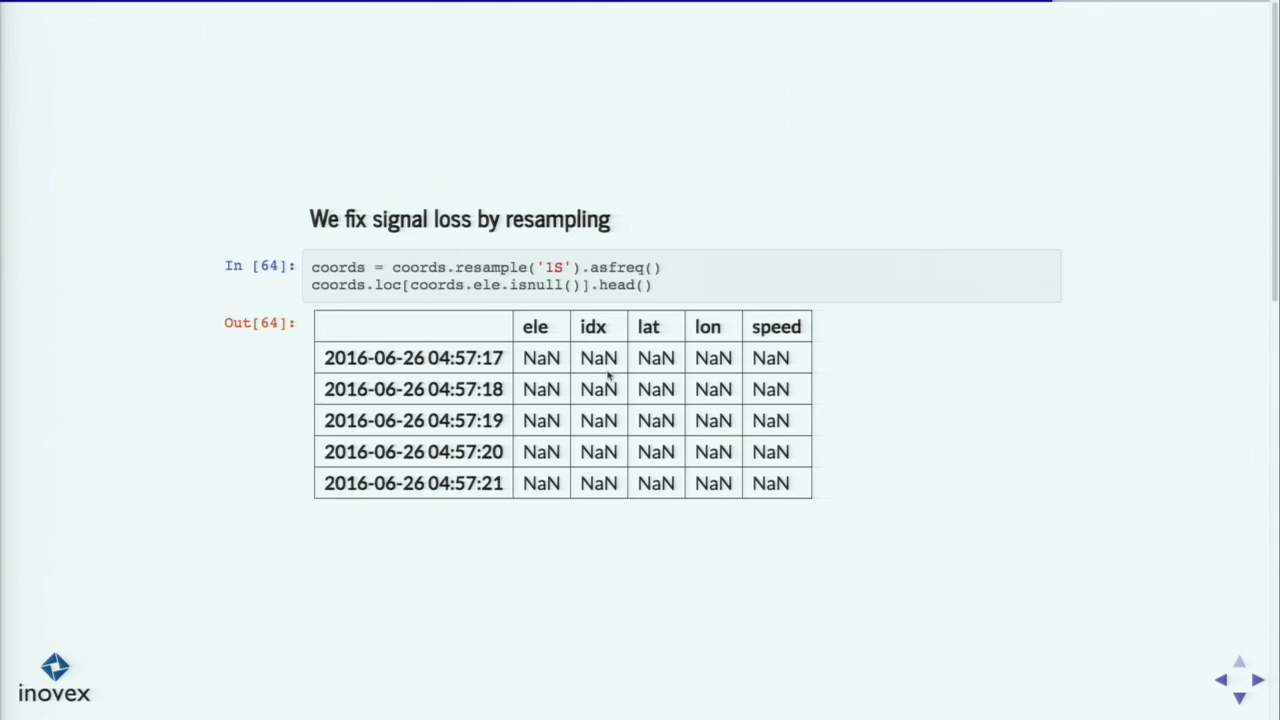 We fix signal loss by resampling
In [64]:
coords = coords.resample('1S').asfreq()
coords.loc[coords.ele.isnull()].head()
Out[64]:
ele idx lat lon speed
2016-06-26 04:57:17 NaN NaN NaN NaN NaN
2016-06-26 04:57:18 NaN NaN NaN NaN NaN
2016-06-26 04:57:19 NaN NaN NaN NaN NaN
2016-06-26 04:57:20 NaN NaN NaN NaN NaN
2016-06-26 04:57:21 NaN NaN NaN NaN NaN
inovex